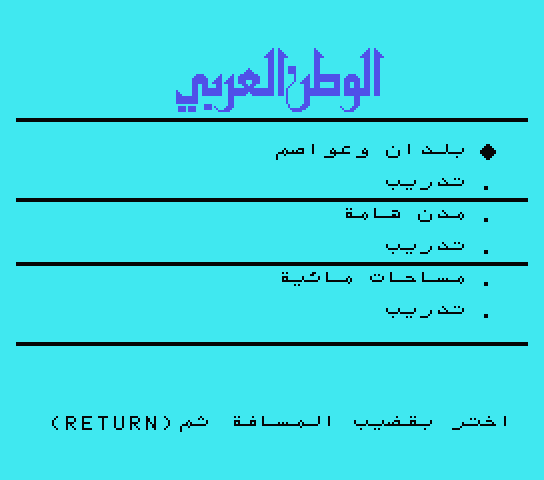 الوطن العربي
بلدان وعواصم
تدريب
مدن هامة
تدريب
مساحات مائية
تدريب
اختر بقضيب المسافة ثم (RETURN)